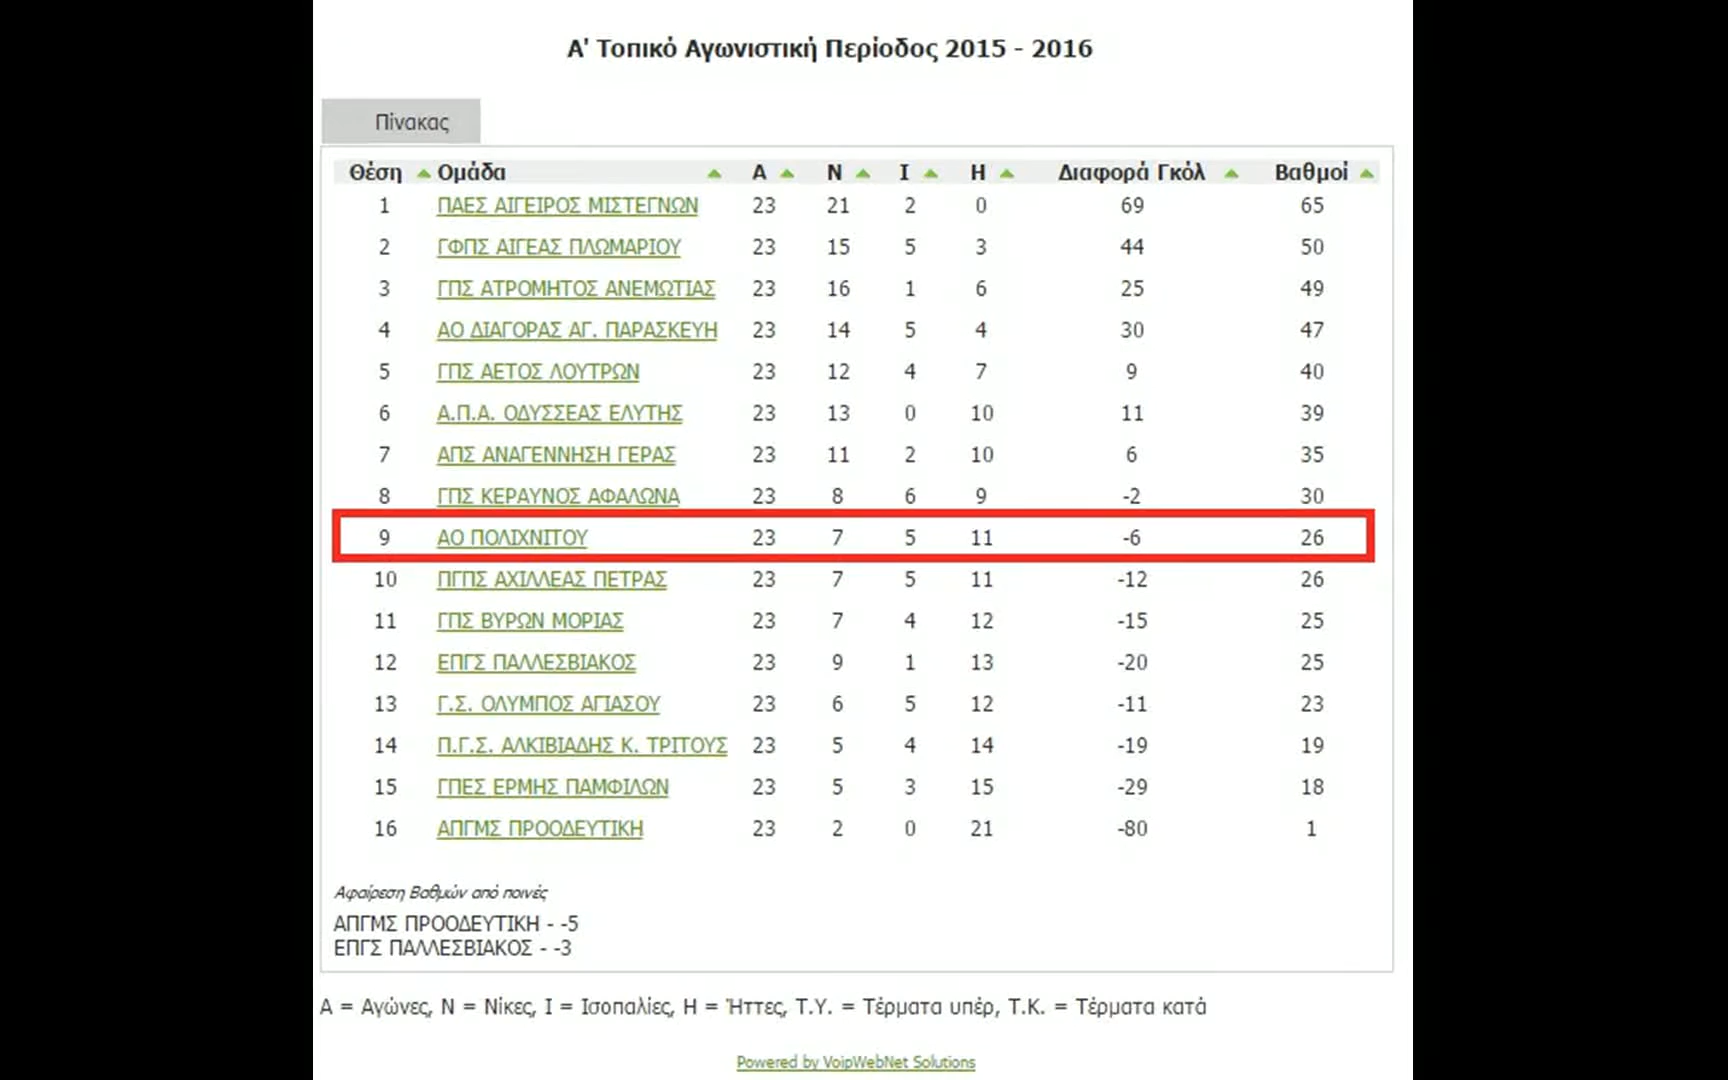 Α' Τοπικό Αγωνιστική Περίοδος 2015 - 2016
Πίνακας
Θέση Ομάδα Α Ν Ι Η Διαφορά Γκόλ Βαθμοί
1 ΠΑΕΣ ΑΙΓΕΙΡΟΣ ΜΙΣΤΕΓΝΩΝ 23 21 2 0 69 65
2 ΓΦΠΣ ΑΙΓΕΑΣ ΠΛΩΜΑΡΙΟΥ 23 15 5 3 44 50
3 ΓΠΣ ΑΤΡΟΜΗΤΟΣ ΑΝΕΜΩΤΙΑΣ 23 16 1 6 25 49
4 ΑΟ ΔΙΑΓΟΡΑΣ ΑΓ. ΠΑΡΑΣΚΕΥΗ 23 14 5 4 30 47
5 ΓΠΣ ΑΕΤΟΣ ΛΟΥΤΡΩΝ 23 12 4 7 9 40
6 Α.Π.Α. ΟΔΥΣΣΕΑΣ ΕΛΥΤΗΣ 23 13 0 10 11 39
7 ΑΠΣ ΑΝΑΓΕΝΝΗΣΗ ΓΕΡΑΣ 23 11 2 10 6 35
8 ΓΠΣ ΚΕΡΑΥΝΟΣ ΑΦΑΛΩΝΑ 23 8 6 9 -2 30
9 ΑΟ ΠΟΛΙΧΝΙΤΟΥ 23 7 5 11 -6 26
10 ΠΓΠΣ ΑΧΙΛΛΕΑΣ ΠΕΤΡΑΣ 23 7 5 11 -12 26
11 ΓΠΣ ΒΥΡΩΝ ΜΟΡΙΑΣ 23 7 4 12 -15 25
12 ΕΠΓΣ ΠΑΛΛΕΣΒΙΑΚΟΣ 23 9 1 13 -20 25
13 Γ.Σ. ΟΛΥΜΠΟΣ ΑΓΙΑΣΟΥ 23 6 5 12 -11 23
14 Π.Γ.Σ. ΑΛΚΙΒΙΑΔΗΣ Κ. ΤΡΙΤΟΥΣ 23 5 4 14 -19 19
15 ΓΠΕΣ ΕΡΜΗΣ ΠΑΜΦΙΛΩΝ 23 5 3 15 -29 18
16 ΑΠΓΜΣ ΠΡΟΟΔΕΥΤΙΚΗ 23 2 0 21 -80 1
Αφαίρεση Βαθμών από ποινές
ΑΠΓΜΣ ΠΡΟΟΔΕΥΤΙΚΗ - -5
ΕΠΓΣ ΠΑΛΛΕΣΒΙΑΚΟΣ - -3
Α = Αγώνες, Ν = Νίκες, Ι = Ισοπαλίες, Η = Ήττες, Τ.Υ. = Τέρματα υπέρ, Τ.Κ. = Τέρματα κατά
Powered by VoipWebNet Solutions